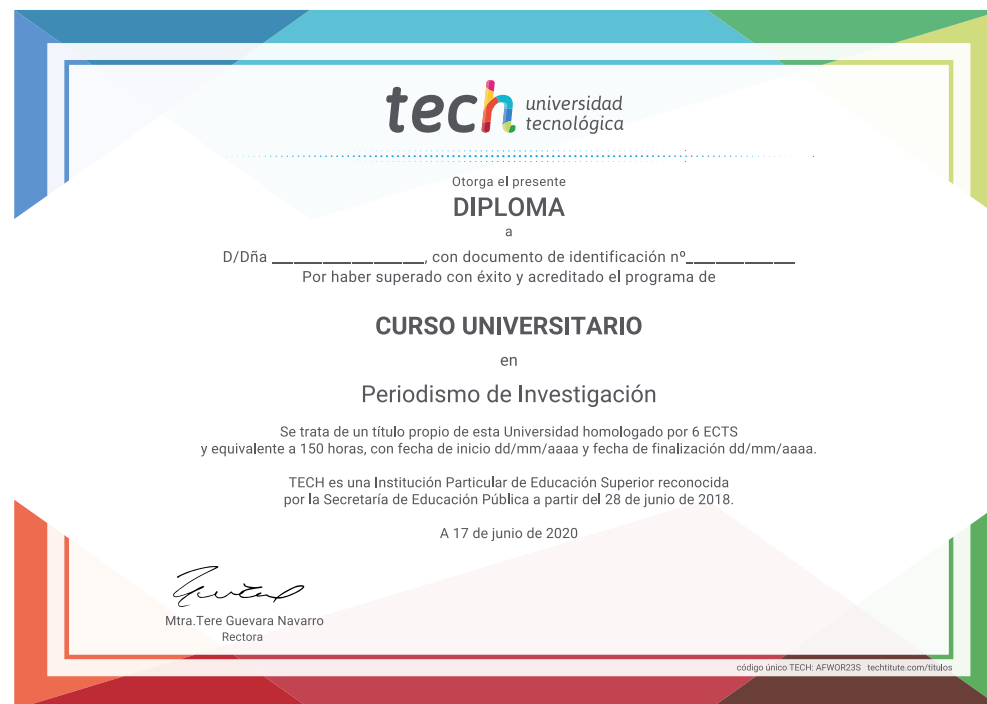 tech universidad
tecnológica
Otorga el presente
DIPLOMA
a
D/Dña __________________, con documento de identificación nº_____________
Por haber superado con éxito y acreditado el programa de
CURSO UNIVERSITARIO
en
Periodismo de Investigación
Se trata de un título propio de esta Universidad homologado por 6 ECTS
y equivalente a 150 horas, con fecha de inicio dd/mm/aaaa y fecha de finalización dd/mm/aaaa.
TECH es una Institución Particular de Educación Superior reconocida
por la Secretaría de Educación Pública a partir del 28 de junio de 2018.
A 17 de junio de 2020
Mtra.Tere Guevara Navarro
Rectora
código único TECH: AFWOR23S techtitute.com/titulos